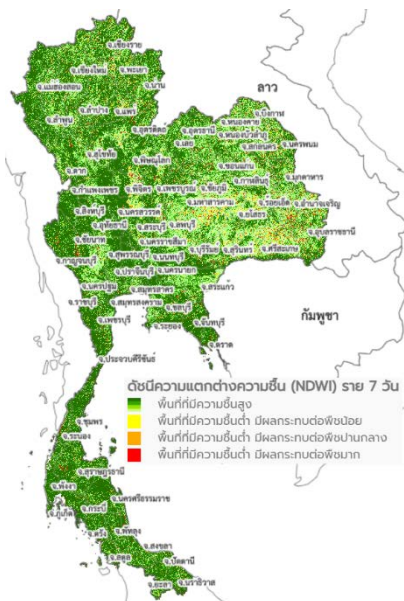 จ.เชียงราย
จ.เชียงใหม่
จ.พะเยา
จ.แม่ฮ่องสอน
จ.น่าน
ลาว
จ.ลำปาง
จ.แพร่
จ.บึงกาฬ
จ.ลำพูน
จ.หนองคาย
จ.อุตรดิตถ์
จ.อุดรธานี
จ.หนองบัวลำภู
จ.เลย
จ.สกลนคร
จ.นครพนม
จ.สุโขทัย
จ.พิษณุโลก
จ.ขอนแก่น
จ.ตาก
จ.กาฬสินธุ์
จ.มุกดาหาร
จ.กำแพงเพชร
จ.พิจิตร
จ.เพชรบูรณ์
จ.ชัยภูมิ
จ.มหาสารคาม
จ.ร้อยเอ็ด
จ.อำนาจเจริญ
จ.สิงห์บุรี
จ.นครสวรรค์
จ.ยโสธร
จ.อุทัยธานี
จ.สระบุรี
จ.ลพบุรี
จ.อุบลราชธานี
จ.ชัยนาท
จ.นครราชสีมา
จ.บุรีรัมย์
จ.สุรินทร์
จ.ศรีสะเกษ
จ.กาญจนบุรี
จ.สุพรรณบุรี
จ.นนทบุรี
จ.ปราจีนบุรี
จ.นครนายก
จ.นครปฐม
จ.สมุทรสาคร
จ.สระแก้ว
จ.ราชบุรี
จ.สมุทรสงคราม
จ.ชลบุรี
กัมพูชา
จ.เพชรบุรี
จ.ระยอง
จ.จันทบุรี
จ.ตราด
จ.ประจวบคีรีขันธ์
ดัชนีความแตกต่างความชื้น (NDWI) ราย 7 วัน
พื้นที่ที่มีความชื้นสูง
พื้นที่ที่มีความชื้นต่ำ มีผลกระทบต่อพืชน้อย
พื้นที่ที่มีความชื้นต่ำ มีผลกระทบต่อพืชปานกลาง
พื้นที่ที่มีความชื้นต่ำ มีผลกระทบต่อพืชมาก
จ.ชุมพร
จ.ระนอง
จ.สุราษฎร์ธานี
จ.พังงา
จ.นครศรีธรรมราช
จ.กระบี่
จ.ภูเก็ต
จ.ตรัง
จ.พัทลุง
จ.สงขลา
จ.สตูล
จ.ปัตตานี
จ.ยะลา
จ.นราธิวาส